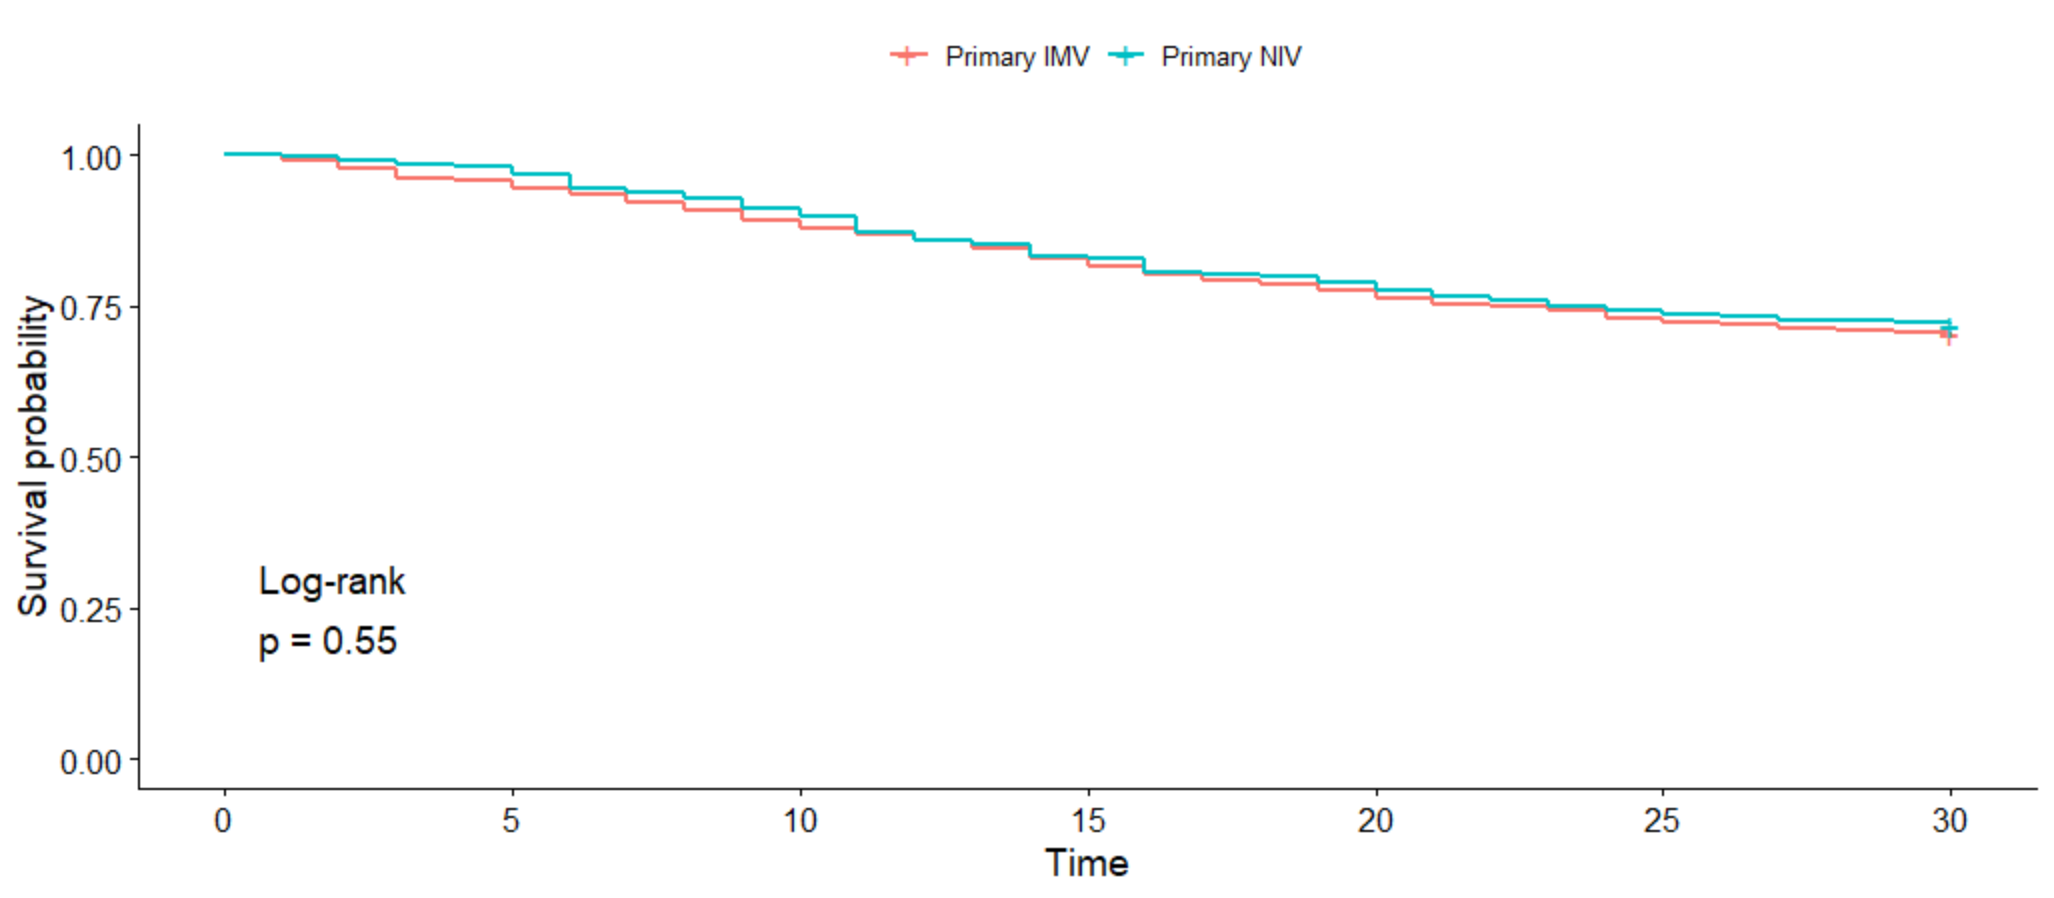 Primary IMV Primary NIV
1.00
0.75
0.50
0.25
0.00
Survival probability
Log-rank
p = 0.55
0 5 10 15 20 25 30
Time